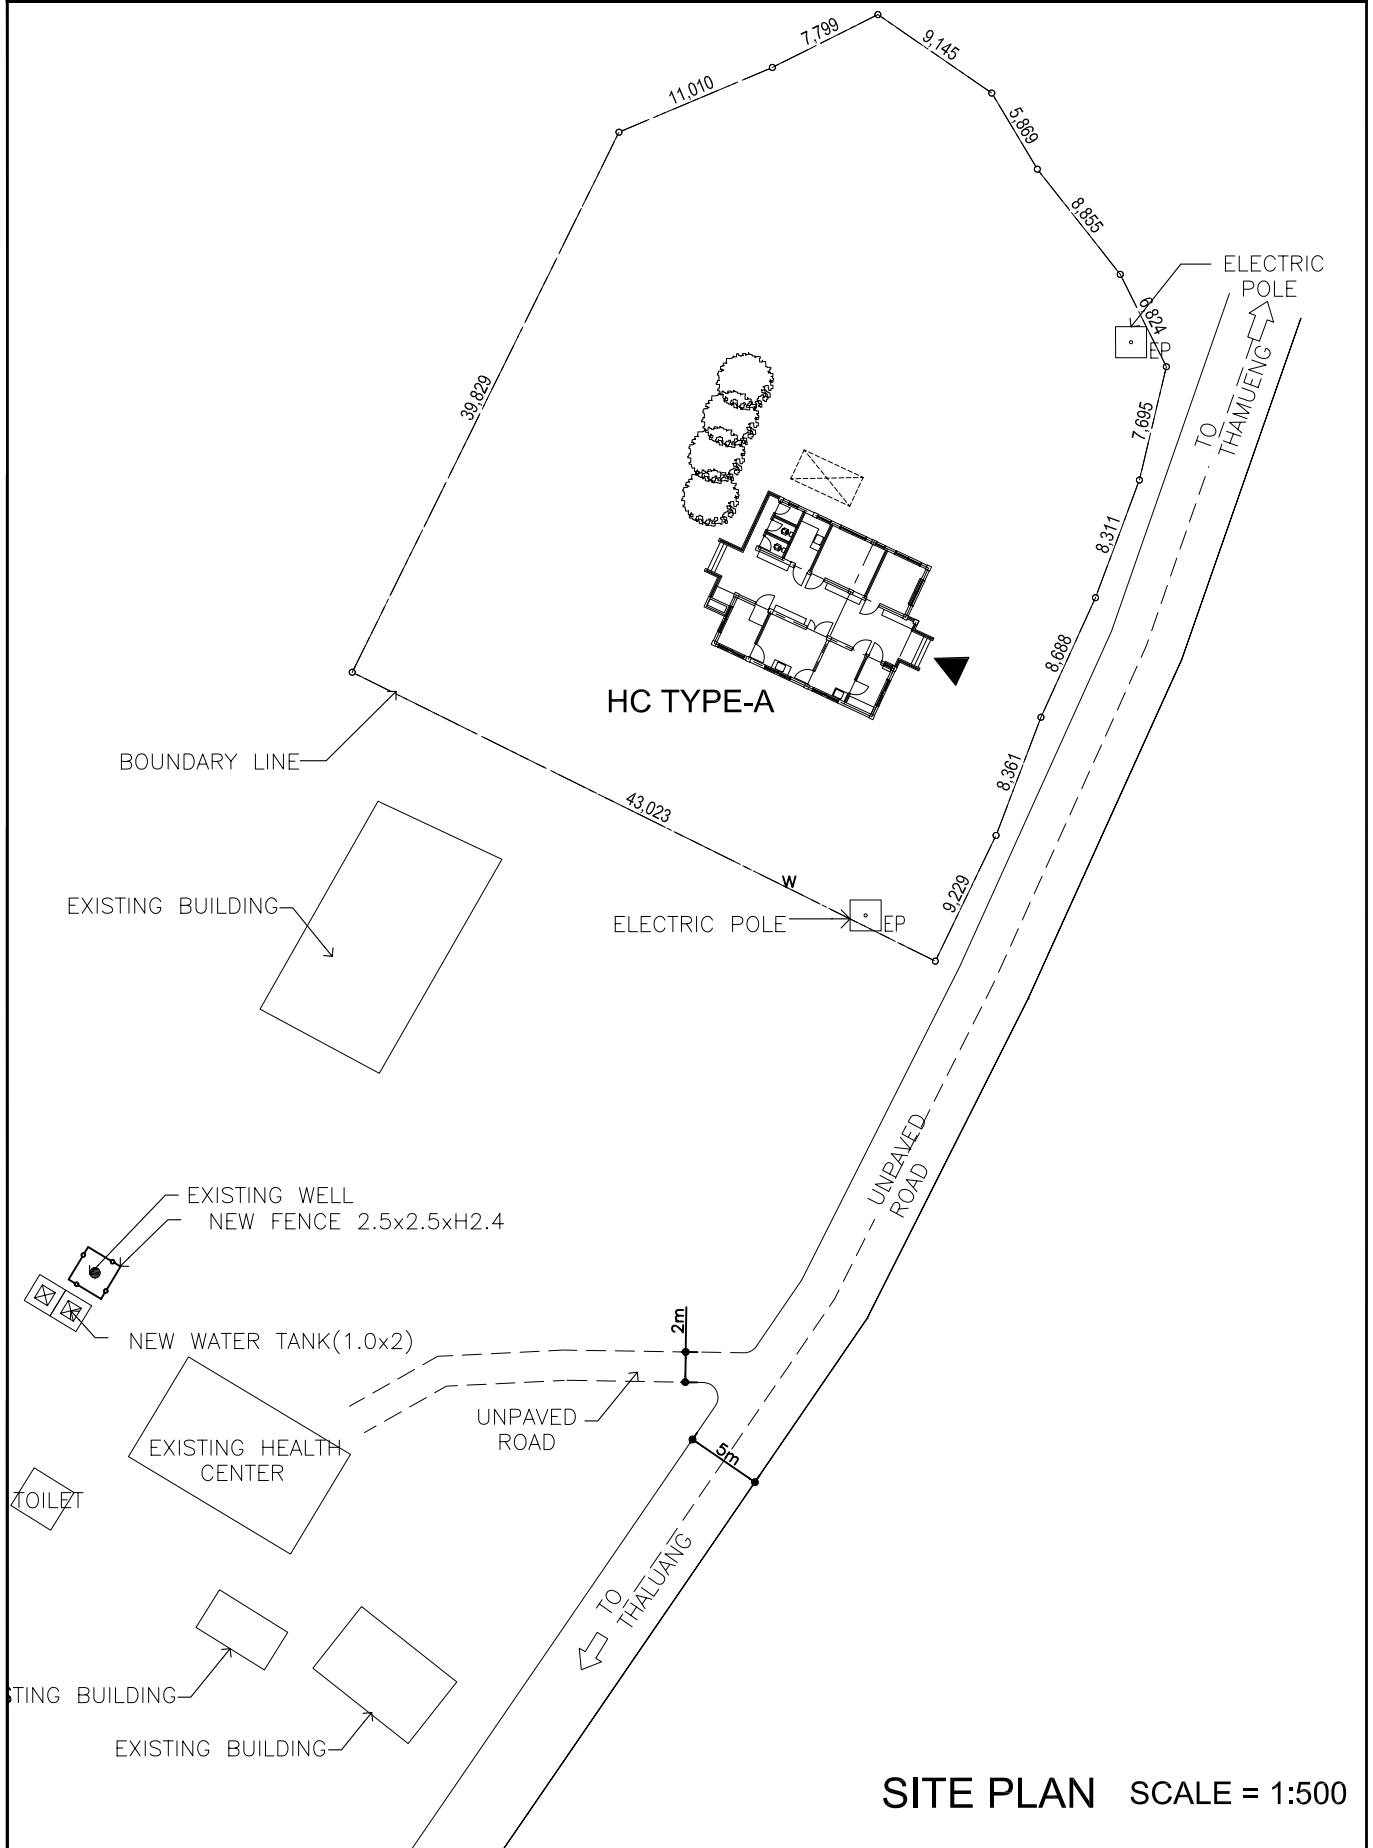 7,799
9,145
11,010
5,869
8,855
ELECTRIC
POLE
6,824
EP
TO
THAMUENG
39,829
7,695
8,311
8,688
HC TYPE-A
BOUNDARY LINE
8,361
43,023
W
9,229
EXISTING BUILDING
ELECTRIC POLE
EP
UNPAVED
ROAD
EXISTING WELL
NEW FENCE 2.5x2.5xH2.4
2m
NEW WATER TANK(1.0x2)
UNPAVED
ROAD
EXISTING HEALTH
CENTER
5m
TOILET
TO
THALUANG
STING BUILDING
EXISTING BUILDING
SITE PLAN SCALE = 1:500